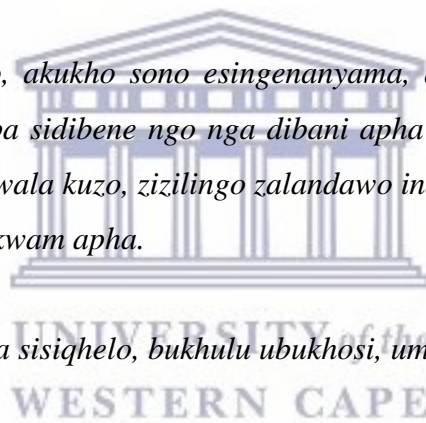 , akukho sono esingenanyama,
a sidibene ngo nga dibani apha
wala kuzo, zizilingo zalandawo in
kwam apha.
a sisiqhelo, bukhulu ubukhosi, um
UNIVERSITY of the
WESTERN CAPE